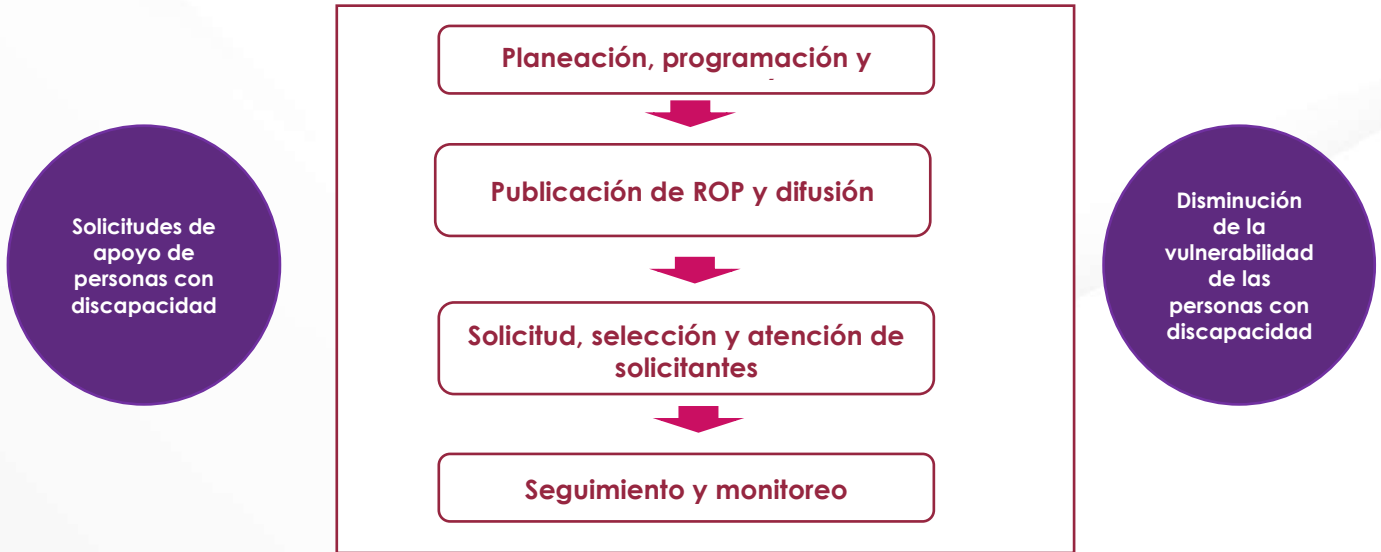 Solicitudes de
apoyo de
personas con
discapacidad
Planeación, programación y
Publicación de ROP y difusión
Solicitud, selección y atención de
solicitantes
Seguimiento y monitoreo
Disminución
de la
vulnerabilidad
de las
personas con
discapacidad